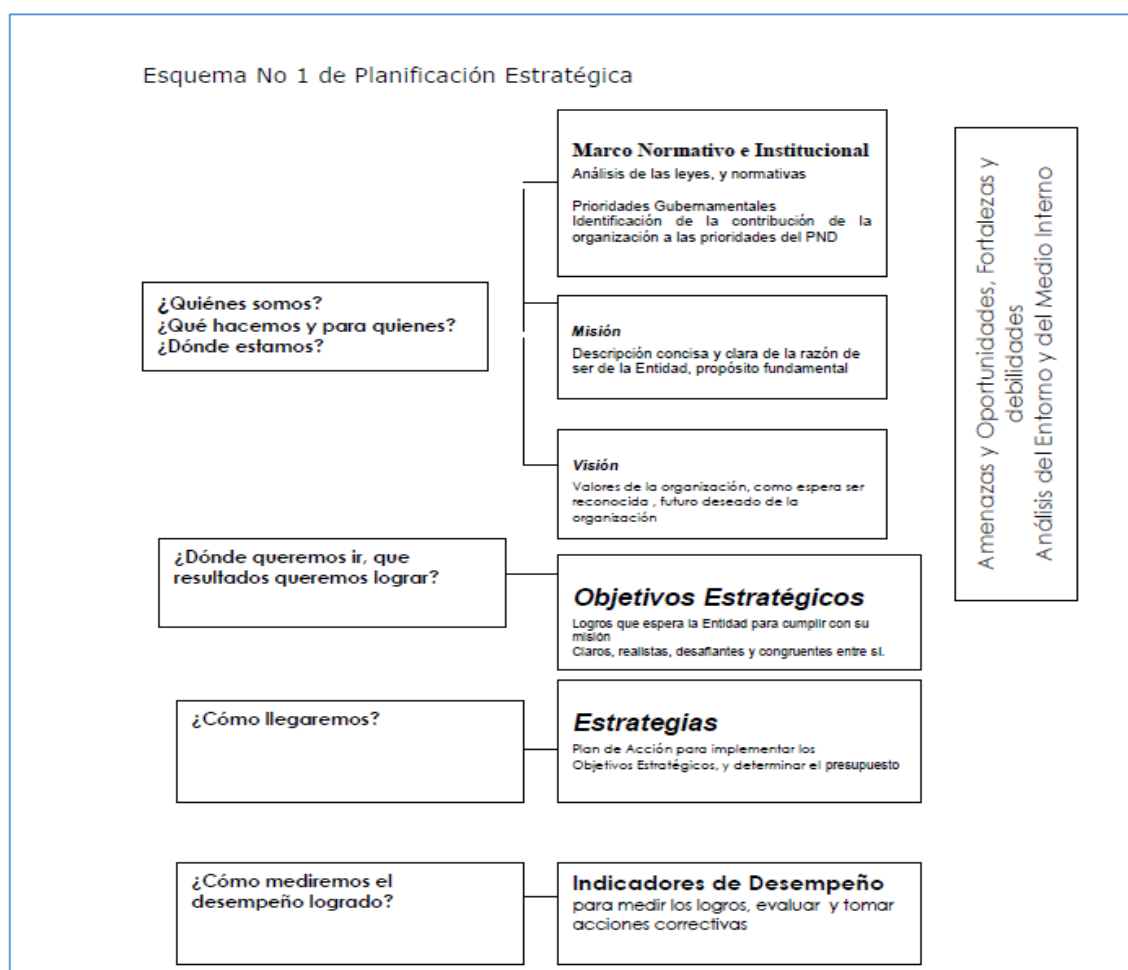 Esquema No 1 de Planificación Estratégica
Marco Normativo e Institucional
Análisis de las leyes, y normativas
Prioridades Gubernamentales
Identificación de la contribución de la
organización a las prioridades del PND
¿Quiénes somos?
¿Qué hacemos y para quienes?
¿Dónde estamos?
Misión
Descripción concisa y clara de la razón de
ser de la Entidad, propósito fundamental
Visión
Valores de la organización, como espera ser
reconocida , futuro deseado de la
organización
Amenazas y Oportunidades, Fortalezas y
debilidades
Análisis del Entorno y del Medio Interno
¿Dónde queremos ir, que
resultados queremos lograr?
Objetivos Estratégicos
Logros que espera la Entidad para cumplir con su
misión
Claros, realistas, desafiantes y congruentes entre sí.
¿Cómo llegaremos?
Estrategias
Plan de Acción para implementar los
Objetivos Estratégicos, y determinar el presupuesto
¿Cómo mediremos el
desempeño logrado?
Indicadores de Desempeño
para medir los logros, evaluar y tomar
acciones correctivas